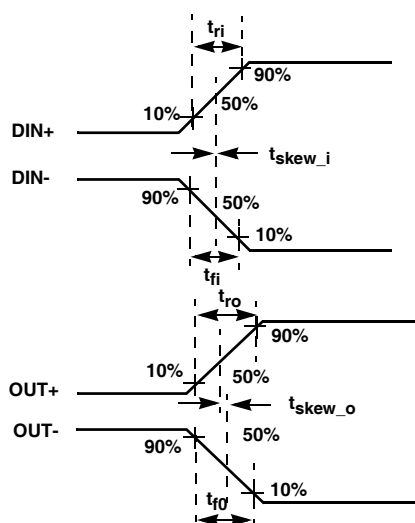 tri
90%
10%
50%
DIN+
tskew_i
DIN-
90%
50%
10%
tfi
tro
90%
10%
50%
OUT+
tskew_o
OUT-
50%
90%
10%
tf0